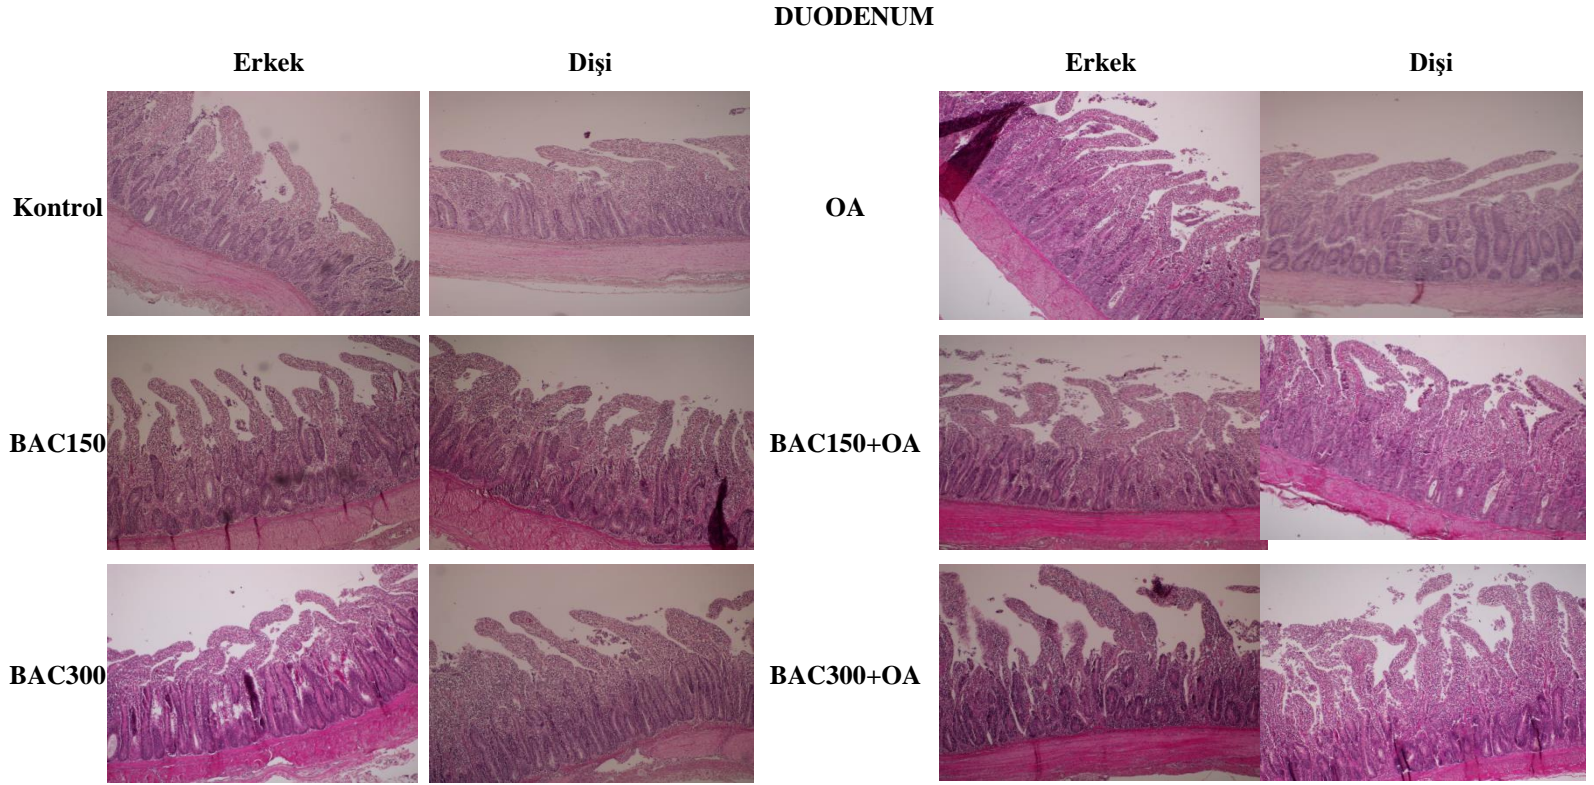 DUODENUM
Erkek Dişi Erkek Dişi
Kontrol OA
BAC150 BAC150+OA
BAC300 BAC300+OA